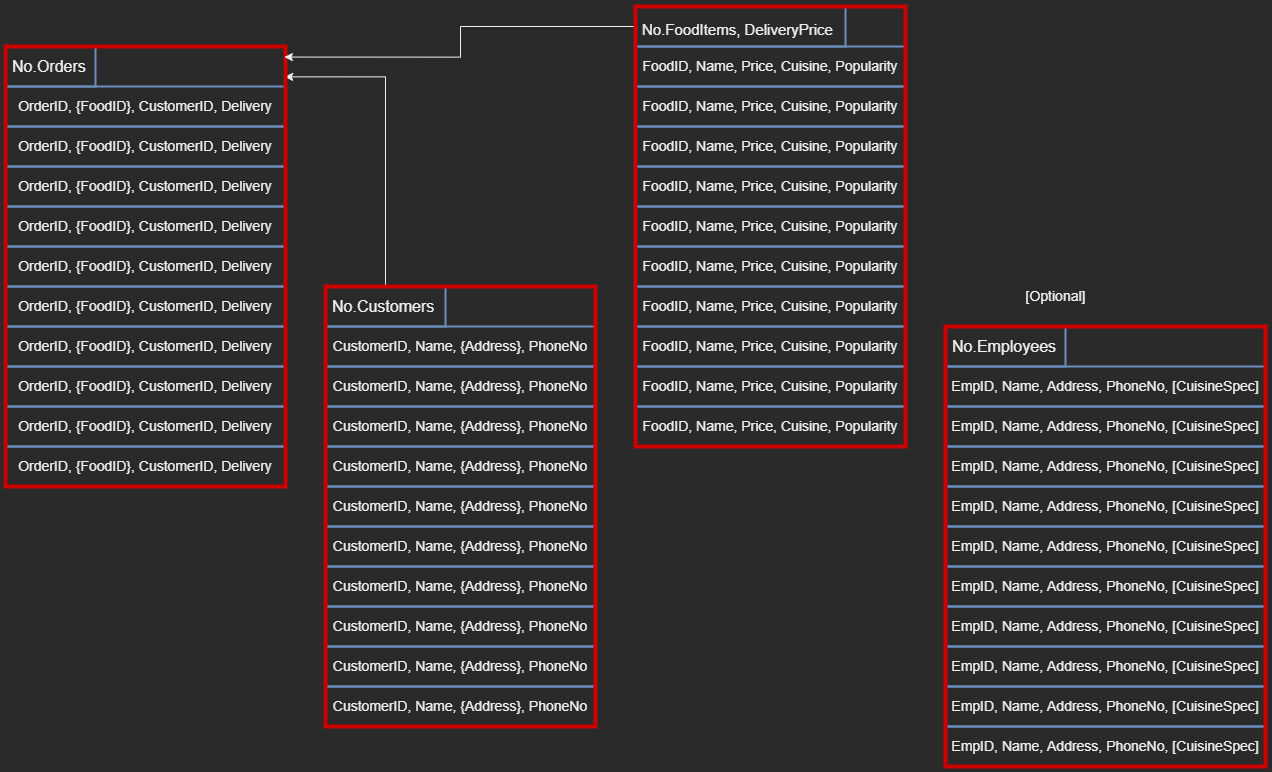 No.Orders
OrderID, {FoodID}, CustomerID, Delivery
OrderID, {FoodID}, CustomerID, Delivery
OrderID, {FoodID}, CustomerID, Delivery
OrderID, {FoodID}, CustomerID, Delivery
OrderID, {FoodID}, CustomerID, Delivery
OrderID, {FoodID}, CustomerID, Delivery
OrderID, {FoodID}, CustomerID, Delivery
OrderID, {FoodID}, CustomerID, Delivery
OrderID, {FoodID}, CustomerID, Delivery
OrderID, {FoodID}, CustomerID, Delivery
No.Customers
CustomerID, Name, {Address}, PhoneNo
CustomerID, Name, {Address}, PhoneNo
CustomerID, Name, {Address}, PhoneNo
CustomerID, Name, {Address}, PhoneNo
CustomerID, Name, {Address}, PhoneNo
CustomerID, Name, {Address}, PhoneNo
CustomerID, Name, {Address}, PhoneNo
CustomerID, Name, {Address}, PhoneNo
CustomerID, Name, {Address}, PhoneNo
CustomerID, Name, {Address}, PhoneNo
No.FoodItems, DeliveryPrice
FoodID, Name, Price, Cuisine, Popularity
FoodID, Name, Price, Cuisine, Popularity
FoodID, Name, Price, Cuisine, Popularity
FoodID, Name, Price, Cuisine, Popularity
FoodID, Name, Price, Cuisine, Popularity
FoodID, Name, Price, Cuisine, Popularity
FoodID, Name, Price, Cuisine, Popularity
FoodID, Name, Price, Cuisine, Popularity
FoodID, Name, Price, Cuisine, Popularity
FoodID, Name, Price, Cuisine, Popularity
[Optional]
No.Employees
EmpID, Name, Address, PhoneNo, [CuisineSpec]
EmpID, Name, Address, PhoneNo, [CuisineSpec]
EmpID, Name, Address, PhoneNo, [CuisineSpec]
EmpID, Name, Address, PhoneNo, [CuisineSpec]
EmpID, Name, Address, PhoneNo, [CuisineSpec]
EmpID, Name, Address, PhoneNo, [CuisineSpec]
EmpID, Name, Address, PhoneNo, [CuisineSpec]
EmpID, Name, Address, PhoneNo, [CuisineSpec]
EmpID, Name, Address, PhoneNo, [CuisineSpec]
EmpID, Name, Address, PhoneNo, [CuisineSpec]